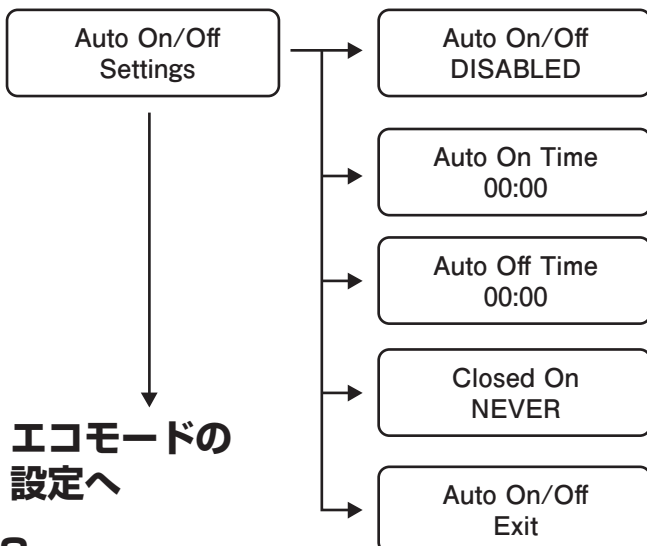 Auto On/Off
Settings
Auto On/Off
DISABLED
Auto On Time
00:00
Auto Off Time
00:00
Closed On
NEVER
Auto On/Off
Exit
エコモードの
設定へ